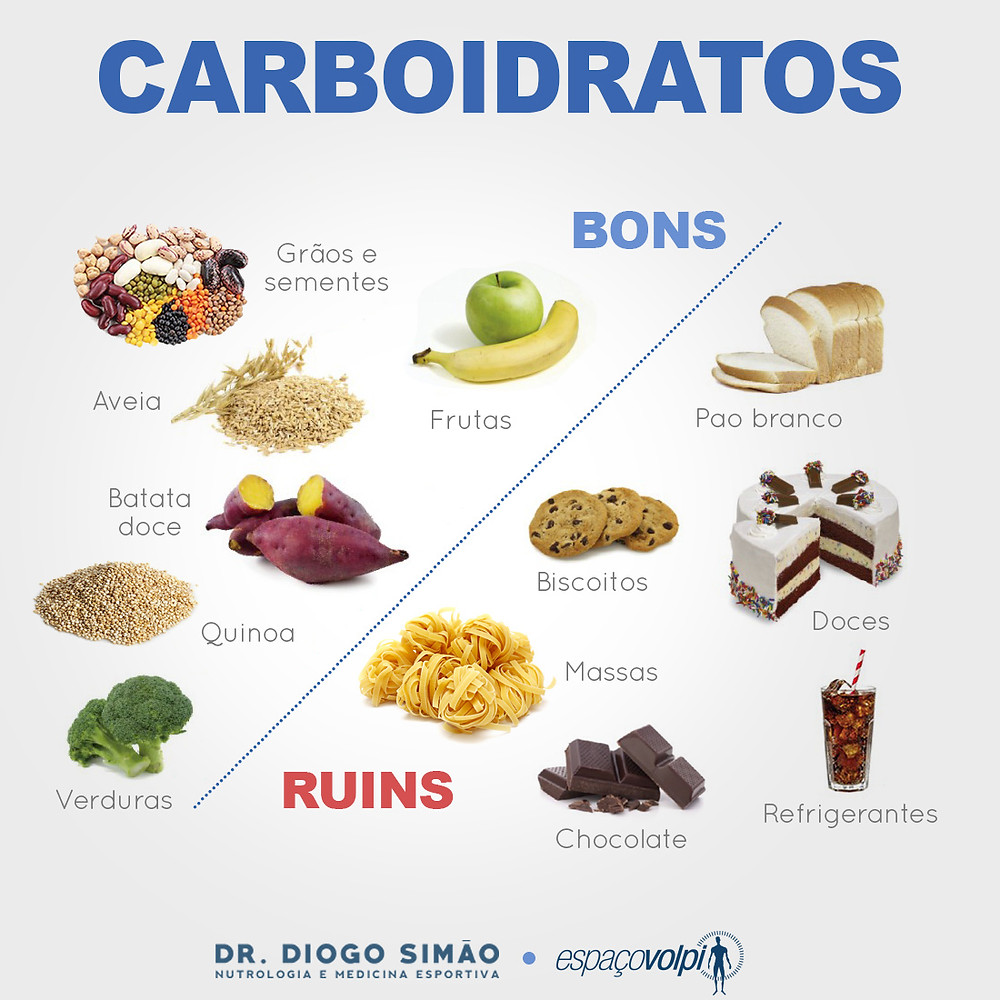 CARBOIDRATOS
BONS
Grãos e
sementes
Aveia
Frutas
Pao branco
Batata
doce
Biscoitos
Doces
Quinoa
Massas
Verduras
RUINS
Chocolate
Refrigerantes
DR. DIOGO SIMÃO
NUTROLOGIA E MEDICINA ESPORTIVA
espaçovolpi